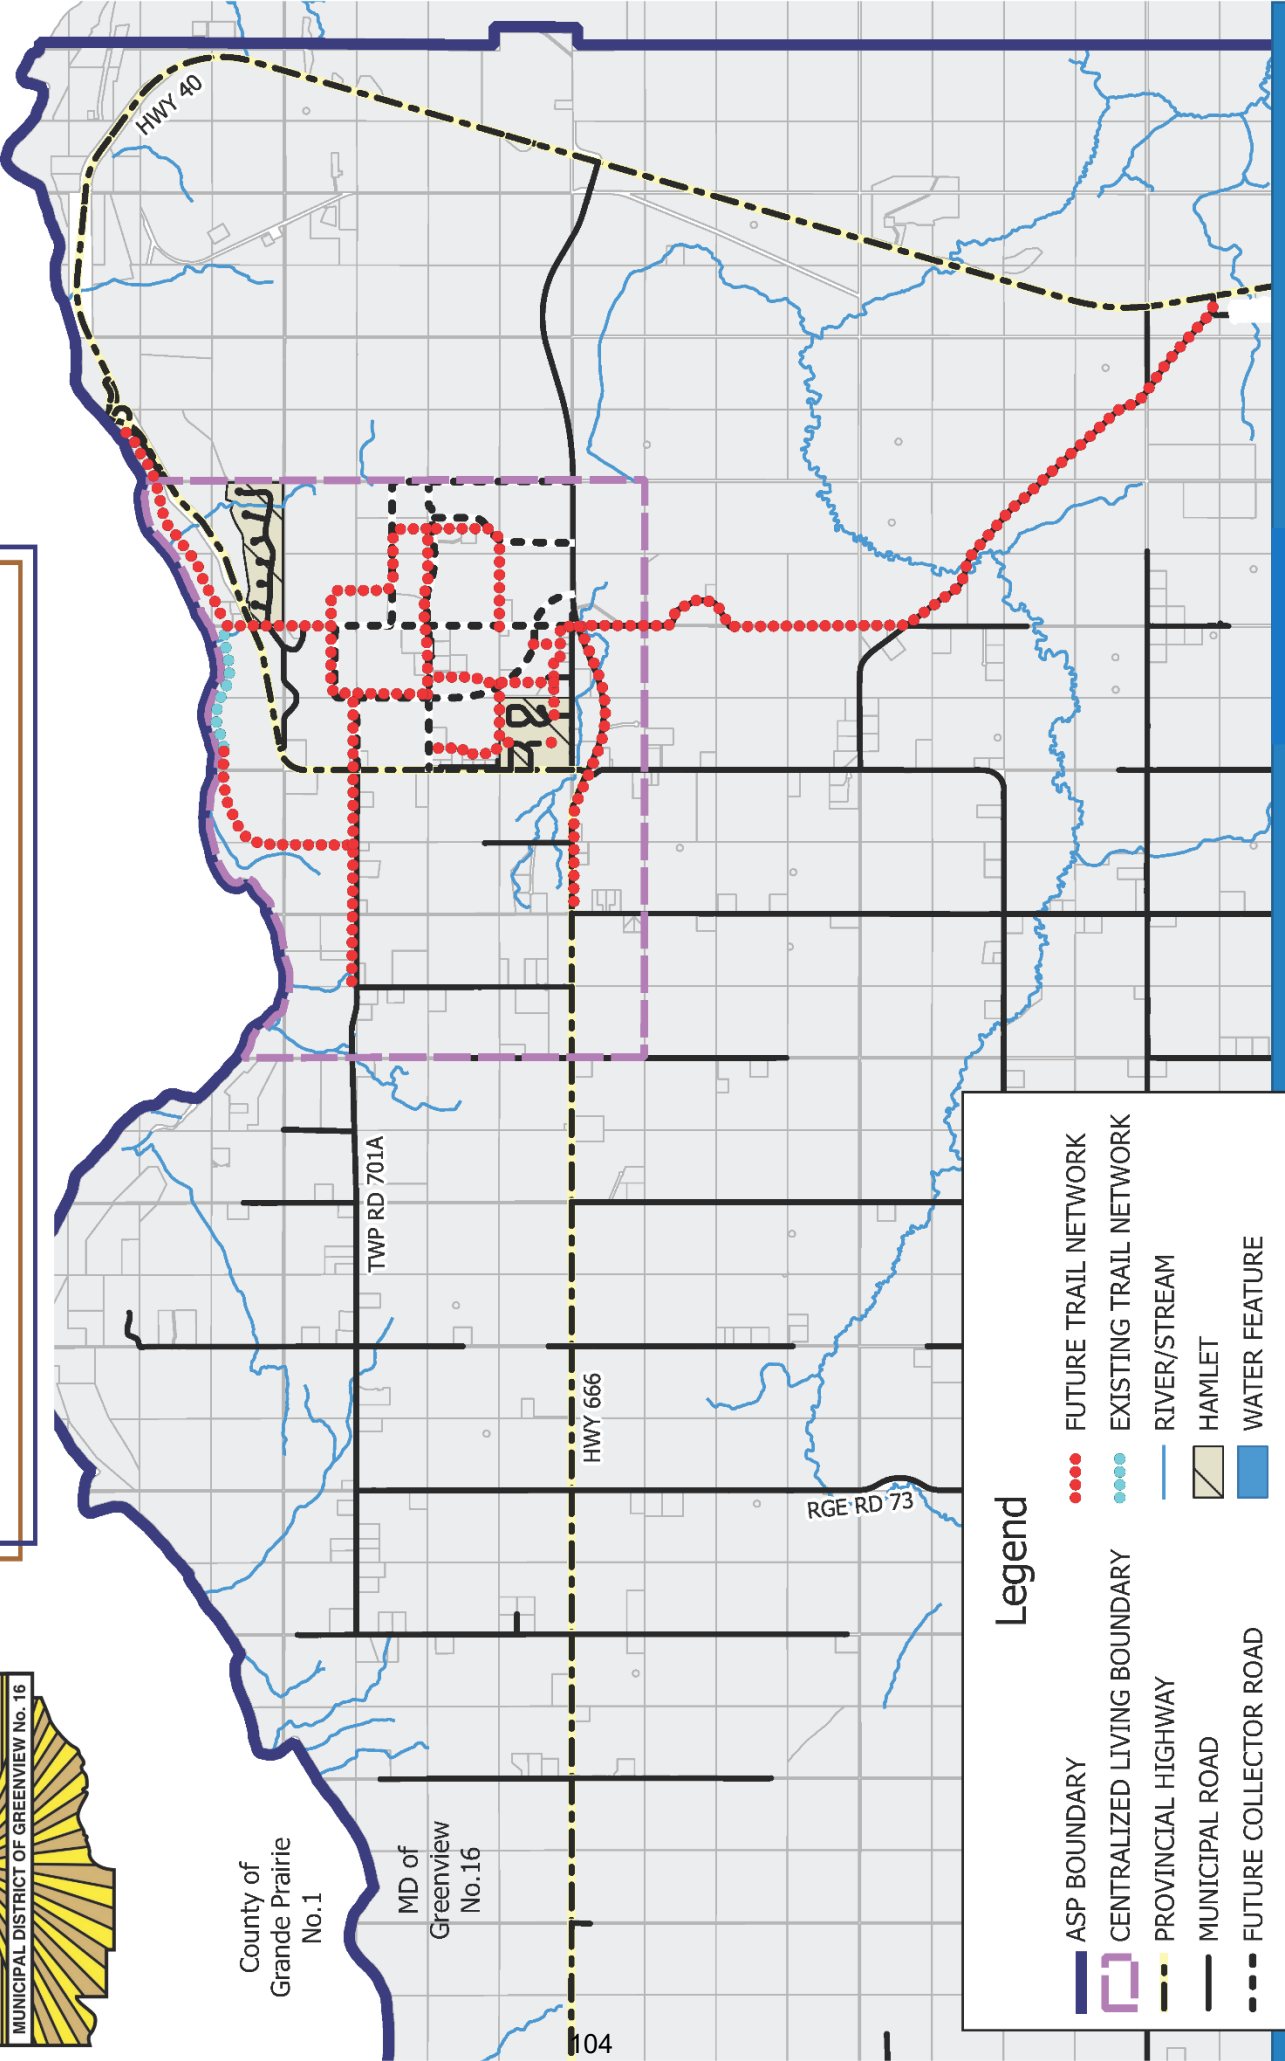 MUNICIPAL DISTRICT OF GREENVIEW No. 16
HWY 40
County of
Grande Prairie
No.1
MD of
Greenview
No.16
TWP RD 701A
HWY 666
RGE RD 73
Legend
ASP BOUNDARY
CENTRALIZED LIVING BOUNDARY
PROVINCIAL HIGHWAY
MUNICIPAL ROAD
FUTURE COLLECTOR ROAD
FUTURE TRAIL NETWORK
EXISTING TRAIL NETWORK
RIVER/STREAM
HAMLET
WATER FEATURE
104